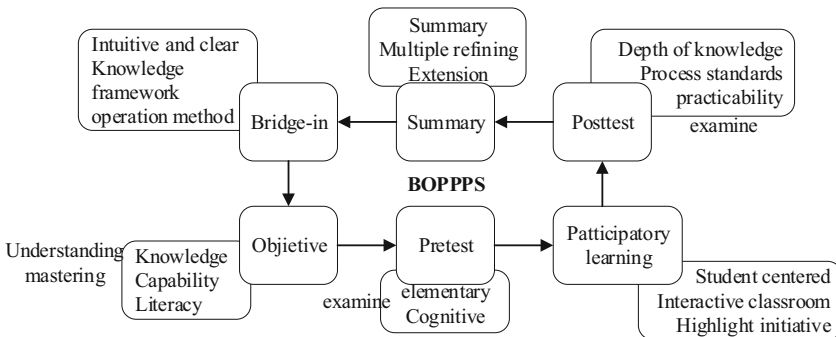 Intuitive and clear
Knowledge
framework
operation method
Bridge-in
Summary
Multiple refining
Extension
Summary
Depth of knowledge
Process standards
practicability
examine
Posttest
BOPPPS
Understanding
mastering
Knowledge
Capability
Literacy
Objietive
Pretest
examine
elementary
Cognitive
Patticipatory
learning
Student centered
Interactive classroom
Highlight initiative